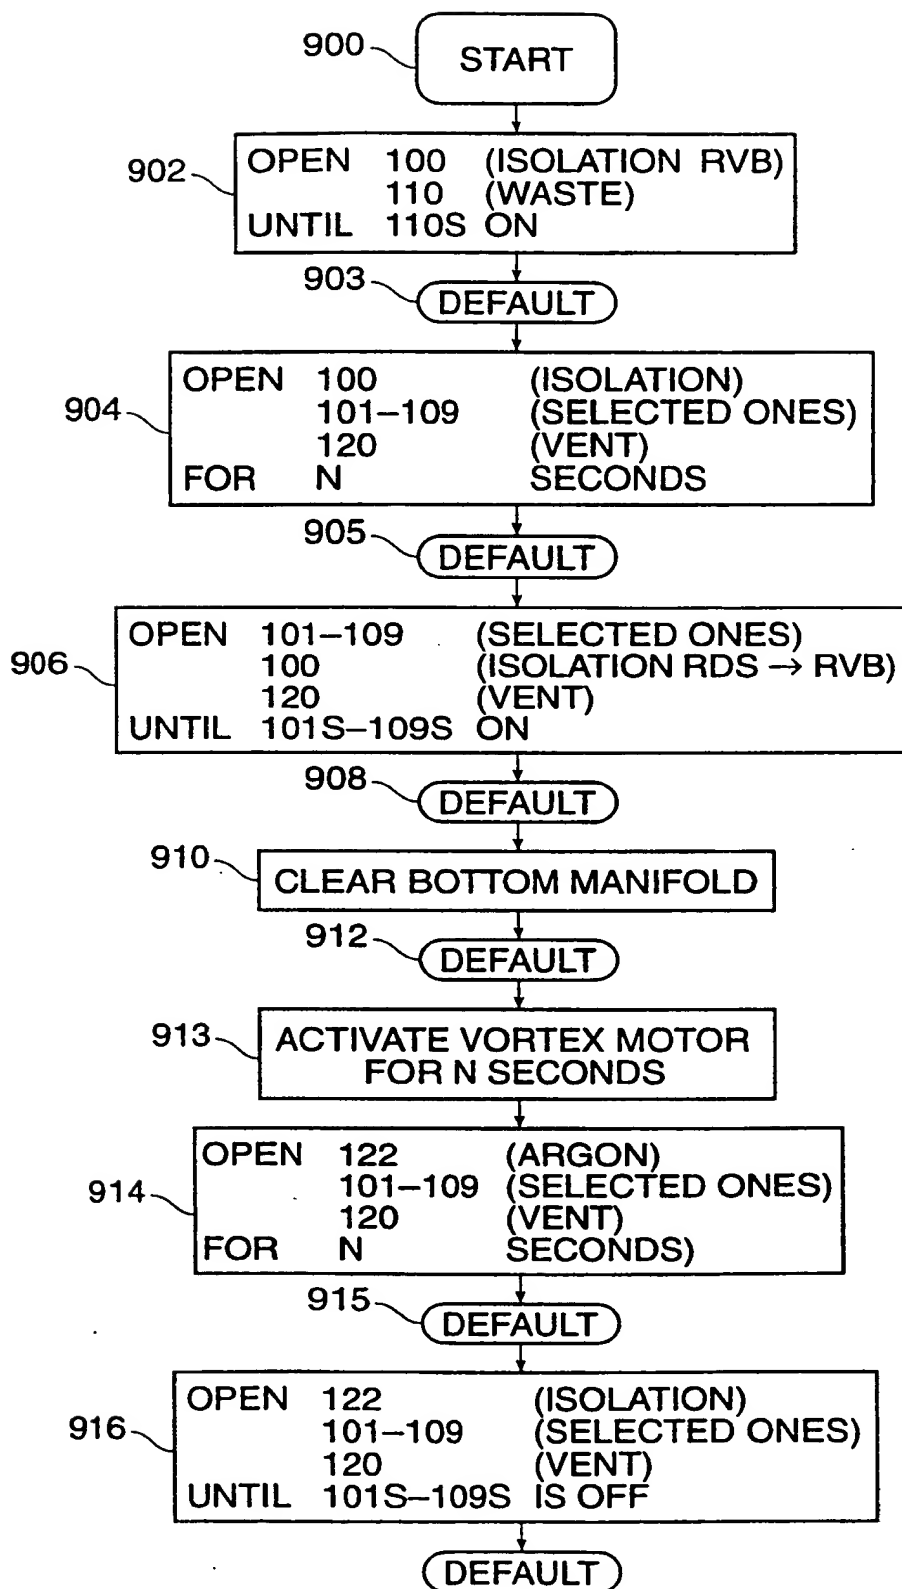 900
START
902
OPEN 100 (ISOLATION RVB)
110 (WASTE)
UNTIL 110S ON
903
DEFAULT
904
OPEN 100 (ISOLATION)
101–109 (SELECTED ONES)
120 (VENT)
FOR N SECONDS
905
DEFAULT
906
OPEN 101–109 (SELECTED ONES)
100 (ISOLATION RDS → RVB)
120 (VENT)
UNTIL 101S–109S ON
908
DEFAULT
910
CLEAR BOTTOM MANIFOLD
912
DEFAULT
913
ACTIVATE VORTEX MOTOR
FOR N SECONDS
914
OPEN 122 (ARGON)
101–109 (SELECTED ONES)
120 (VENT)
FOR N SECONDS)
915
DEFAULT
916
OPEN 122 (ISOLATION)
101–109 (SELECTED ONES)
120 (VENT)
UNTIL 101S–109S IS OFF
DEFAULT